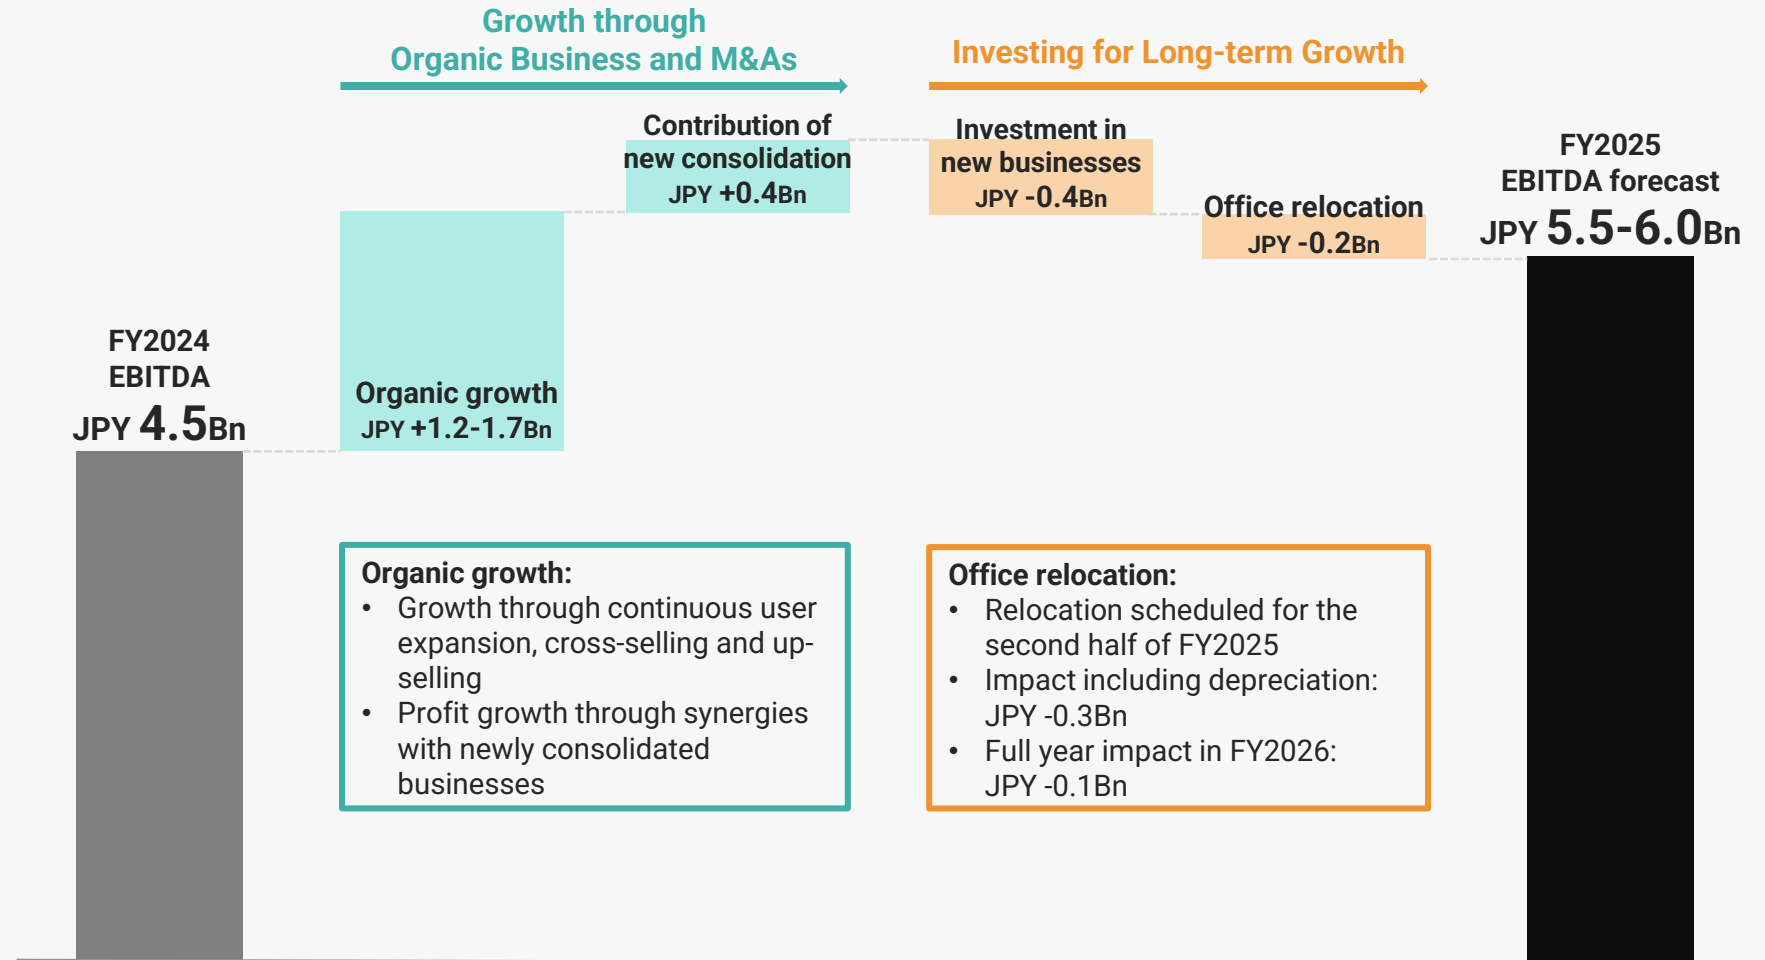 Growth through
Organic Business and M&As
Investing for Long-term Growth
FY2024
EBITDA
JPY 4.5Bn
Organic growth
JPY +1.2-1.7Bn
Contribution of
new consolidation
JPY +0.4Bn
Investment in
new businesses
JPY -0.4Bn
Office relocation
JPY -0.2Bn
FY2025
EBITDA forecast
JPY 5.5-6.0Bn
Organic growth:
• Growth through continuous user
expansion, cross-selling and up-
selling
• Profit growth through synergies
with newly consolidated
businesses
Office relocation:
• Relocation scheduled for the
second half of FY2025
• Impact including depreciation:
JPY -0.3Bn
• Full year impact in FY2026:
JPY -0.1Bn